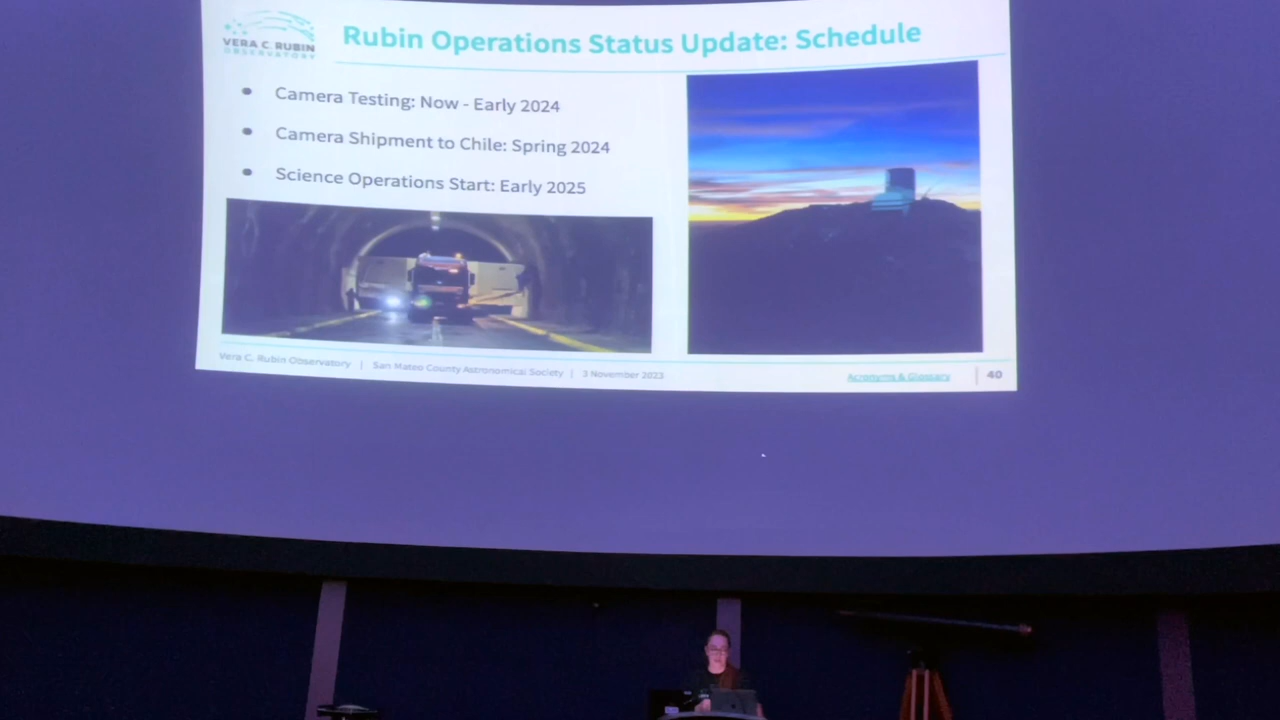 VERA C. RUBIN
OBSERVATORY
Rubin Operations Status Update: Schedule
• Camera Testing: Now - Early 2024
• Camera Shipment to Chile: Spring 2024
• Science Operations Start: Early 2025
Vera C. Rubin Observatory | San Mateo County Astronomical Society | 3 November 2023
Acronyms & Glossary | 40